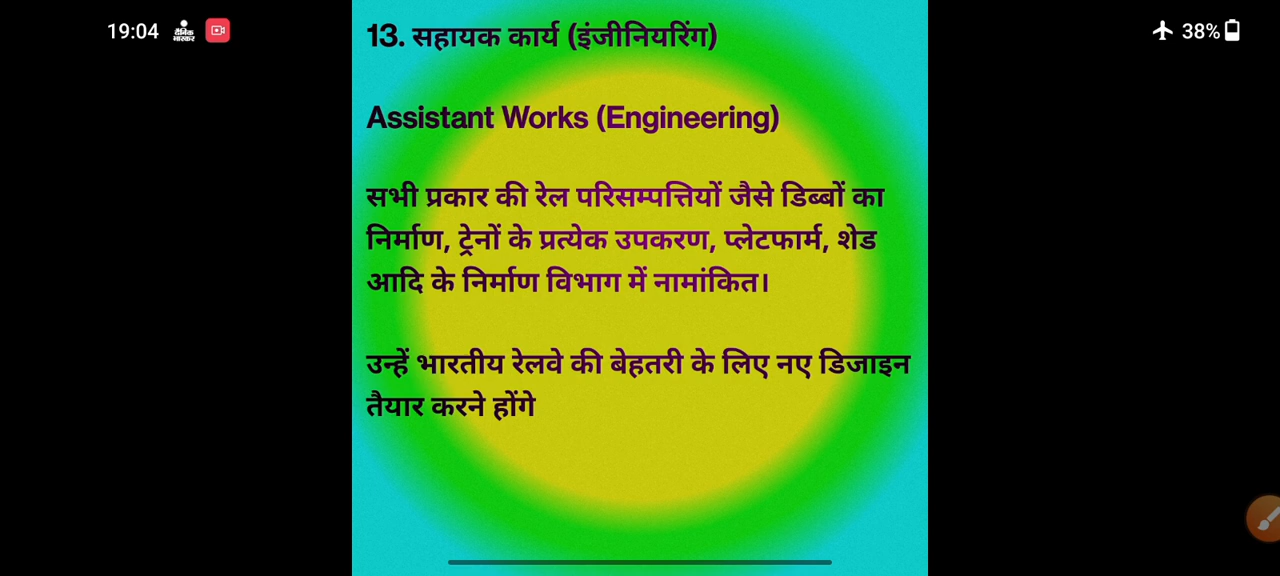 19:04
दैनिक
भास्कर
38%
13. सहायक कार्य (इंजीनियरिंग)
Assistant Works (Engineering)
सभी प्रकार की रेल परिसम्पत्तियों जैसे डिब्बों का
निर्माण, ट्रेनों के प्रत्येक उपकरण, प्लेटफार्म, शेड
आदि के निर्माण विभाग में नामांकित।
उन्हें भारतीय रेलवे की बेहतरी के लिए नए डिजाइन
तैयार करने होंगे